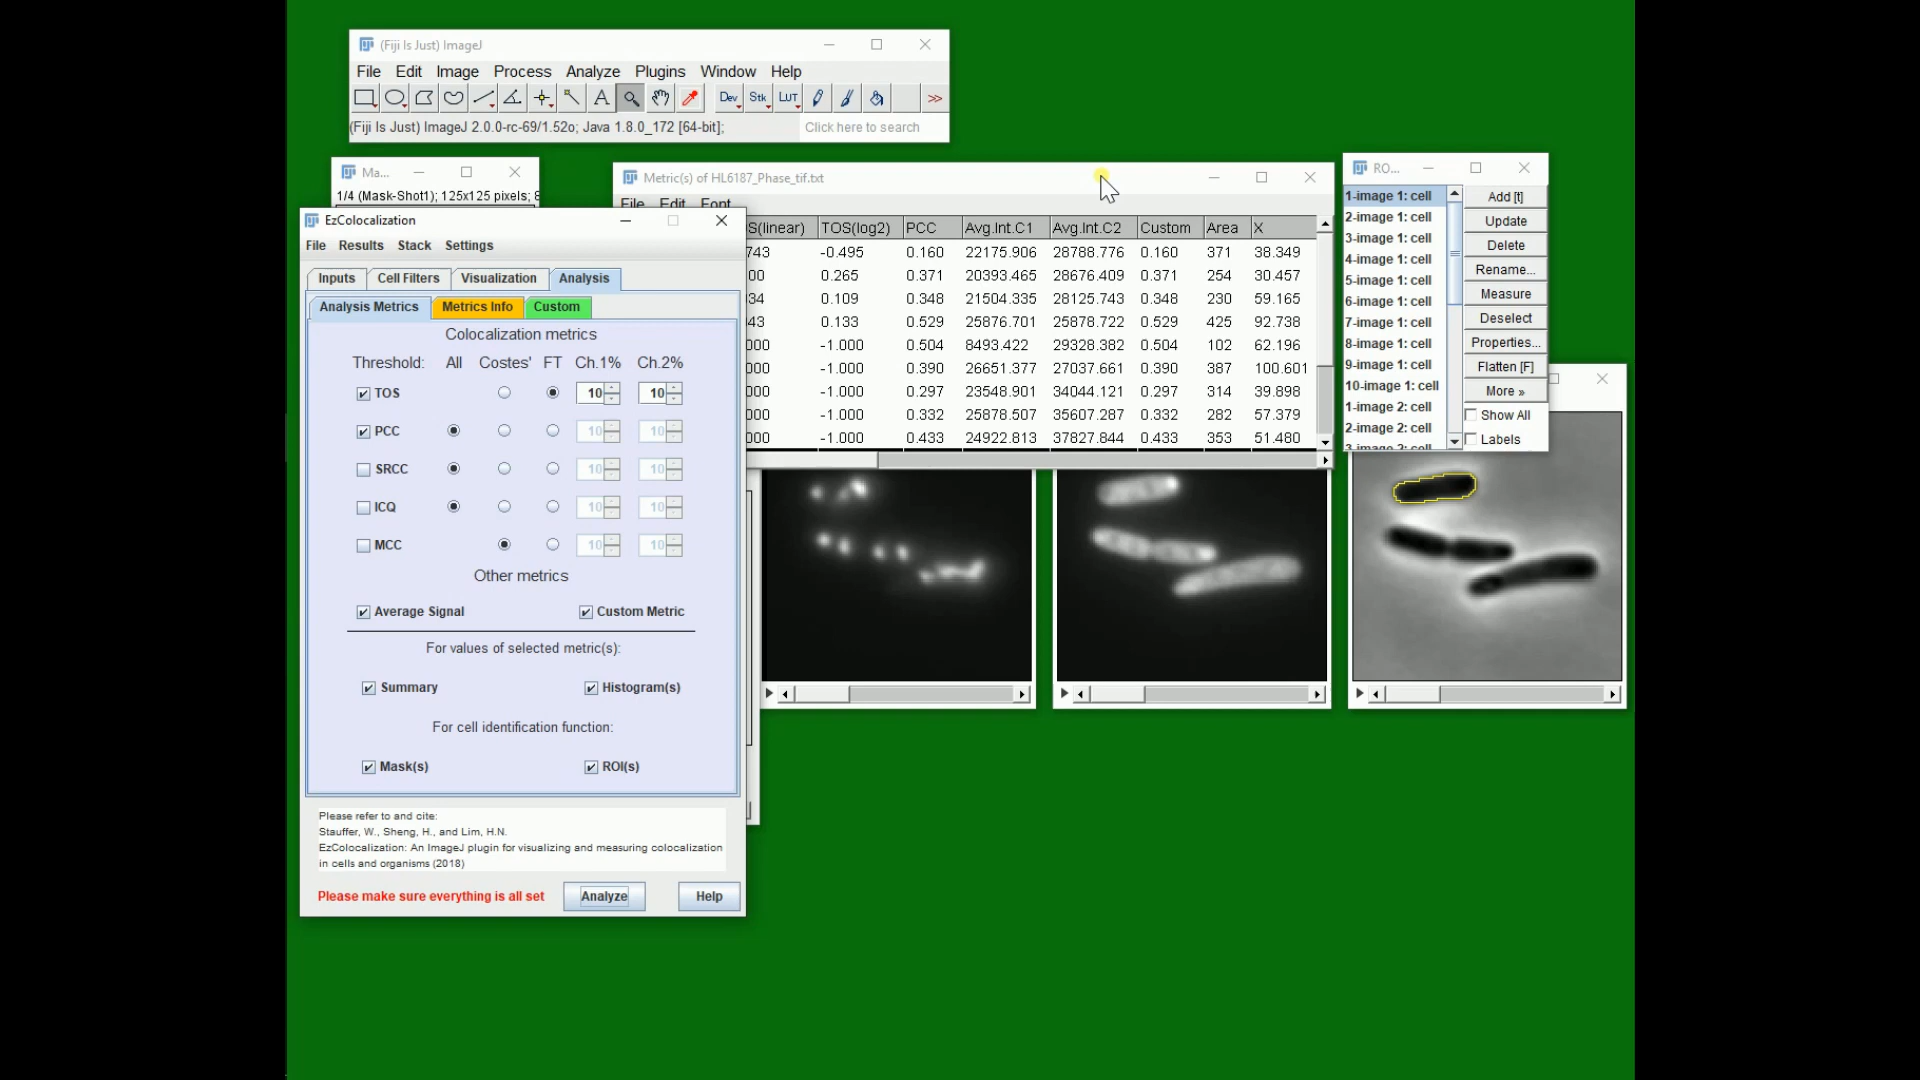 (Fiji Is Just) ImageJ
File Edit Image Process Analyze Plugins Window Help
A Dev Stk LUT >>
(Fiji Is Just) ImageJ 2.0.0-rc-69/1.52o; Java 1.8.0_172 [64-bit];
Click here to search
Ma...
1/4 (Mask-Shot1); 125x125 pixels;
EzColocalization
File Results Stack Settings
Inputs Cell Filters Visualization Analysis
Analysis Metrics Metrics Info Custom
Colocalization metrics
Threshold: All Costes' FT Ch.1% Ch.2%
TOS 10 10
PCC 10 10
SRCC 10 10
ICQ 10 10
MCC 10 10
Other metrics
Average Signal Custom Metric
For values of selected metric(s):
Summary Histogram(s)
For cell identification function:
Mask(s) ROI(s)
Please refer to and cite:
Stauffer, W., Sheng, H., and Lim, H.N.
EzColocalization: An ImageJ plugin for visualizing and measuring colocalization
in cells and organisms (2018)
Please make sure everything is all set Analyze Help
Metric(s) of HL6187_Phase_tif.txt
File Edit Font
S(linear) TOS(log2) PCC Avg.Int.C1 Avg.Int.C2 Custom Area X
743 -0.495 0.160 22175.906 28788.776 0.160 371 38.349
00 0.265 0.371 20393.465 28676.409 0.371 254 30.457
34 0.109 0.348 21504.335 28125.743 0.348 230 59.165
43 0.133 0.529 25876.701 25878.722 0.529 425 92.738
000 -1.000 0.504 8493.422 29328.382 0.504 102 62.196
000 -1.000 0.390 26651.377 27037.661 0.390 387 100.601
000 -1.000 0.297 23548.901 34044.121 0.297 314 39.898
000 -1.000 0.332 25878.507 35607.287 0.332 282 57.379
000 -1.000 0.433 24922.813 37827.844 0.433 353 51.480
RO...
1-image 1: cell
2-image 1: cell
3-image 1: cell
4-image 1: cell
5-image 1: cell
6-image 1: cell
7-image 1: cell
8-image 1: cell
9-image 1: cell
10-image 1: cell
1-image 2: cell
2-image 2: cell
3-image 2: cell
Add [t]
Update
Delete
Rename...
Measure
Deselect
Properties...
Flatten [F]
More »
Show All
Labels